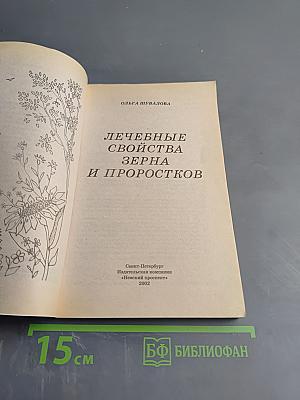 ОЛЬГА ШУВАЛОВА
ЛЕЧЕБНЫЕ
СВОЙСТВА
ЗЕРНА
И ПРОРОСТКОВ
Санкт-Петербург
Издательская компания
«Невский проспект»
2002
15 см
БФ БИБЛИОФАН